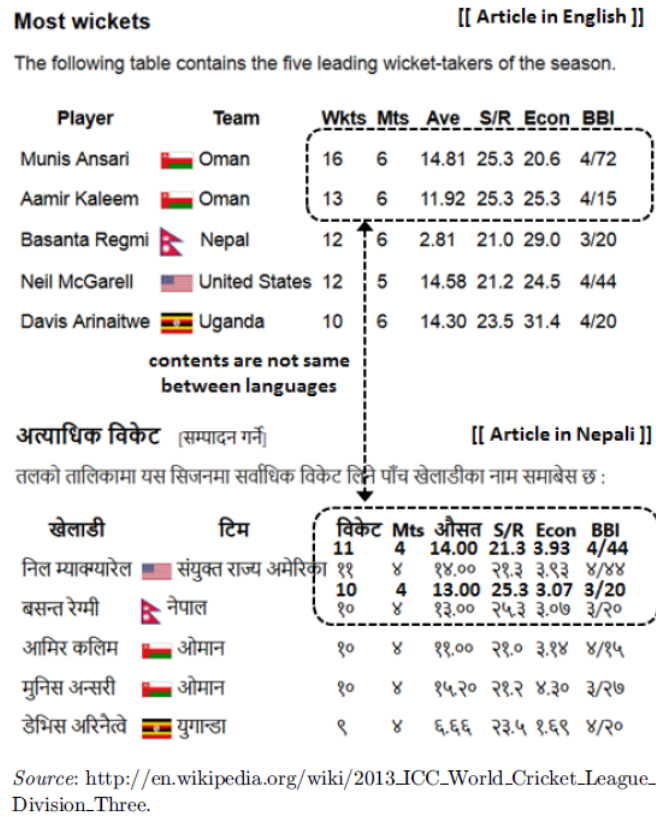 Most wickets [[ Article in English ]]
The following table contains the five leading wicket-takers of the season.
Player Team Wkts Mts Ave S/R Econ BBI
Munis Ansari Oman 16 6 14.81 25.3 20.6 4/72
Aamir Kaleem Oman 13 6 11.92 25.3 25.3 4/15
Basanta Regmi Nepal 12 6 2.81 21.0 29.0 3/20
Neil McGarell United States 12 5 14.58 21.2 24.5 4/44
Davis Arinaitwe Uganda 10 6 14.30 23.5 31.4 4/20
contents are not same
between languages
अत्याधिक विकेट [सम्पादन गर्ने] [[ Article in Nepali ]]
तलको तालिकामा यस सिजनमा सर्वाधिक विकेट लिने पाँच खेलाडीका नाम समाबेस छ :
खेलाडी टिम विकेट Mts औसत S/R Econ BBI
11 4 14.00 21.3 3.93 4/44
निल म्याक्ग्यारेल संयुक्त राज्य अमेरिका ११ ४ १४.०० २१.३ ३.९३ ४/४४
10 4 13.00 25.3 3.07 3/20
बसन्त रेग्मी नेपाल १० ४ १३.०० २५.३ ३.०७ ३/२०
आमिर कलिम ओमान १० ४ ११.०० २१.० ३.१४ ४/१५
मुनिस अन्सरी ओमान १० ४ १५.२० २१.२ ४.३० ३/२७
डेभिस अरिनैत्वे युगान्डा ९ ४ ६.६६ २३.५ १.६९ ४/२०
Source: http://en.wikipedia.org/wiki/2013_ICC_World_Cricket_League_
Division_Three.